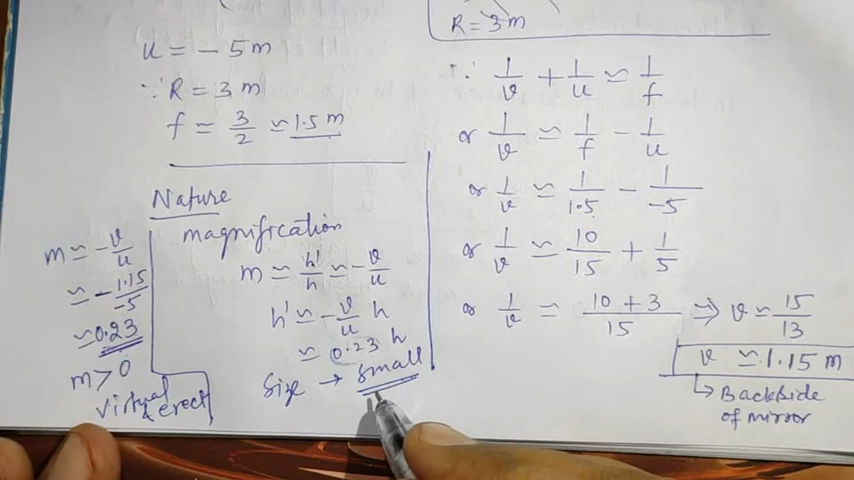 R = 3 m
u = - 5 m
∵ R = 3 m
f ≃ 3/2 ≃ 1.5 m
∵ 1/v + 1/u ≃ 1/f
or 1/v ≃ 1/f - 1/u
or 1/v ≃ 1/1.5 - 1/-5
or 1/v ≃ 10/15 + 1/5
or 1/v ≃ 10 + 3/15 ⇒ v ≃ 15/13
v ≃ 1.15 m
↳ Backside
of mirror
Nature
magnification
m ≃ h'/h ≃ - v/u
h' ≃ - v/u h
≃ 0.23 h
Size → small
m ≃ - v/u
≃ - 1.15/-5
≃ 0.23
m > 0
virtual
& erect